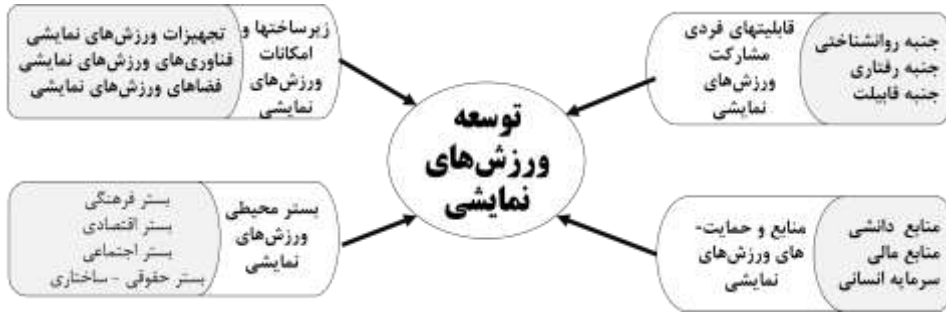 جنبه روانشناختی
جنبه رفتاری
جنبه قابیلت
قابلیتهای فردی
مشارکت
ورزش‌های
نمایشی
زیرساختها و
امکانات
ورزش‌های
نمایشی
تجهیزات ورزش‌های نمایشی
فناوری‌های ورزش‌های نمایشی
فضاهای ورزش‌های نمایشی
توسعه
ورزش‌های
نمایشی
منابع دانشی
منابع مالی
سرمایه انسانی
منابع و حمایت-
های ورزش‌های
نمایشی
بستر محیطی
ورزش‌های
نمایشی
بستر فرهنگی
بستر اقتصادی
بستر اجتماعی
بستر حقوقی - ساختاری